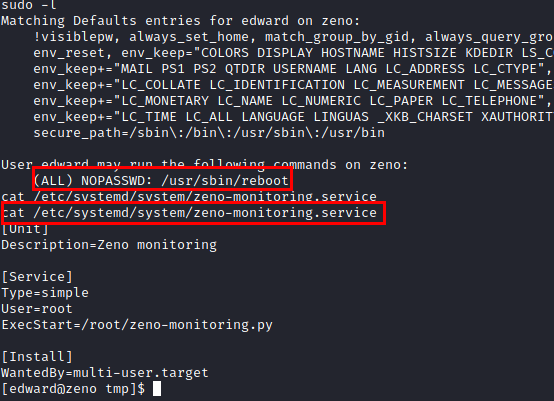 sudo -l
Matching Defaults entries for edward on zeno:
!visiblepw, always_set_home, match_group_by_gid, always_query_gro
env_reset, env_keep="COLORS DISPLAY HOSTNAME HISTSIZE KDEDIR LS_CO
env_keep+="MAIL PS1 PS2 QTDIR USERNAME LANG LC_ADDRESS LC_CTYPE",
env_keep+="LC_COLLATE LC_IDENTIFICATION LC_MEASUREMENT LC_MESSAGE
env_keep+="LC_MONETARY LC_NAME LC_NUMERIC LC_PAPER LC_TELEPHONE",
env_keep+="LC_TIME LC_ALL LANGUAGE LINGUAS _XKB_CHARSET XAUTHORIT
secure_path=/sbin\:/bin\:/usr/sbin\:/usr/bin
User edward may run the following commands on zeno:
(ALL) NOPASSWD: /usr/sbin/reboot
cat /etc/systemd/system/zeno-monitoring.service
cat /etc/systemd/system/zeno-monitoring.service
[Unit]
Description=Zeno monitoring
[Service]
Type=simple
User=root
ExecStart=/root/zeno-monitoring.py
[Install]
WantedBy=multi-user.target
[edward@zeno tmp]$